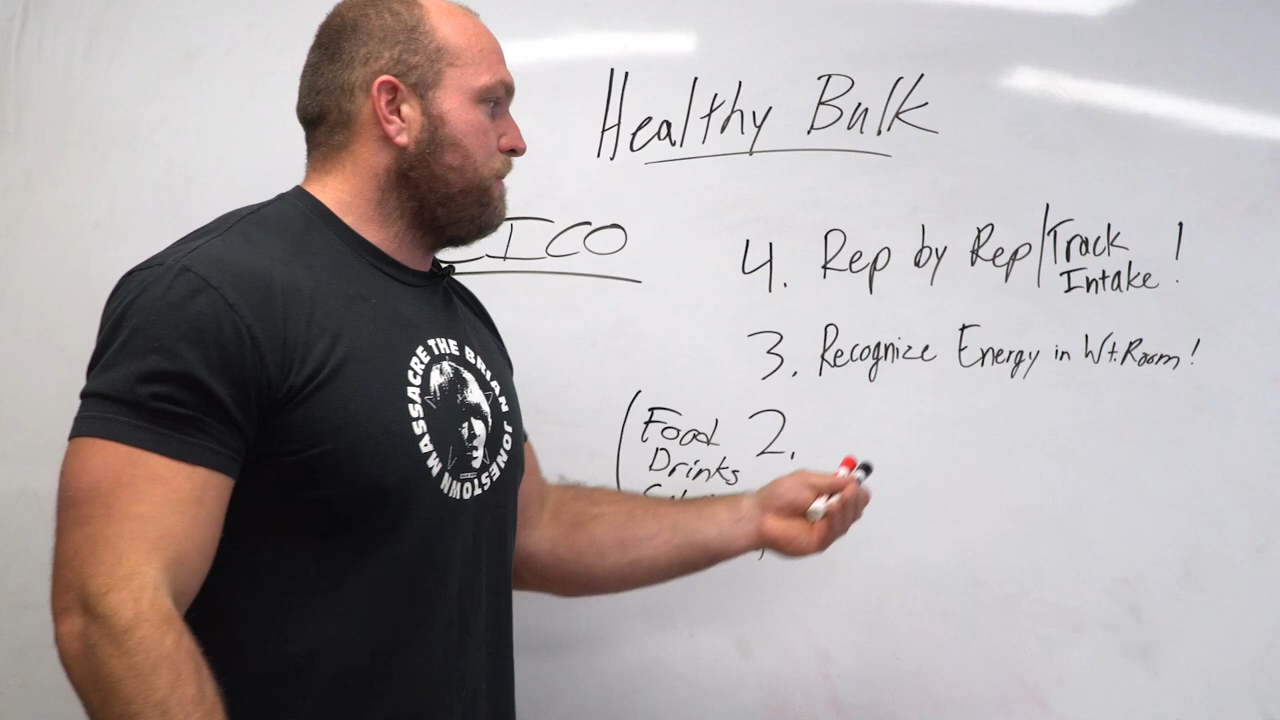 Healthy Bulk
CICO
4. Rep by Rep/Track Intake!
3. Recognize Energy in Wt. Room!
(Food
Drinks
2.
THE BRIAN JONESTOWN MASSACRE